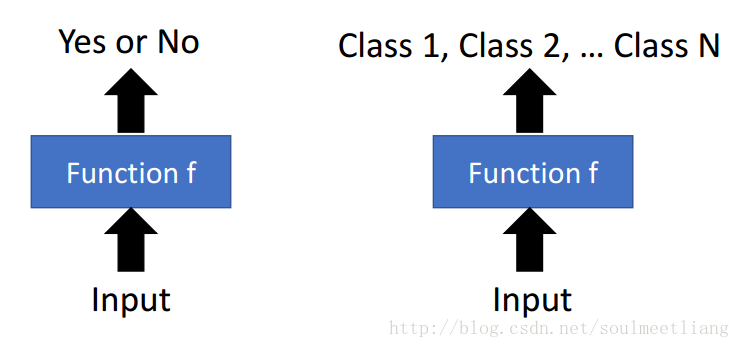 Yes or No
Class 1, Class 2, ... Class N
Function f
Function f
Input
Input
http://blog.csdn.net/soulmeetliang